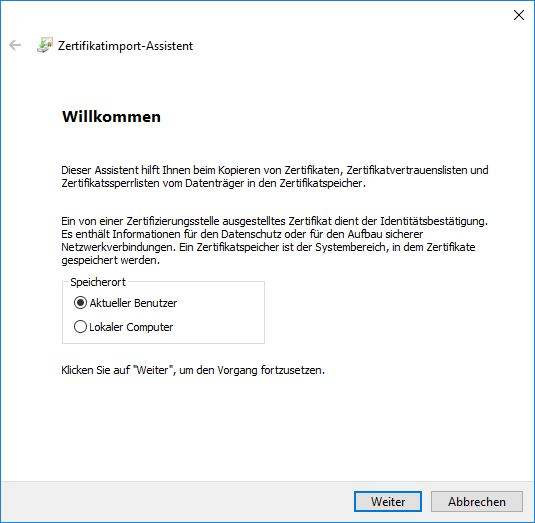 Zertifikatimport-Assistent
Willkommen
Dieser Assistent hilft Ihnen beim Kopieren von Zertifikaten, Zertifikatvertrauenslisten und
Zertifikatssperrlisten vom Datenträger in den Zertifikatspeicher.
Ein von einer Zertifizierungsstelle ausgestelltes Zertifikat dient der Identitätsbestätigung.
Es enthält Informationen für den Datenschutz oder für den Aufbau sicherer
Netzwerkverbindungen. Ein Zertifikatspeicher ist der Systembereich, in dem Zertifikate
gespeichert werden.
Speicherort
Aktueller Benutzer
Lokaler Computer
Klicken Sie auf "Weiter", um den Vorgang fortzusetzen.
Weiter
Abbrechen